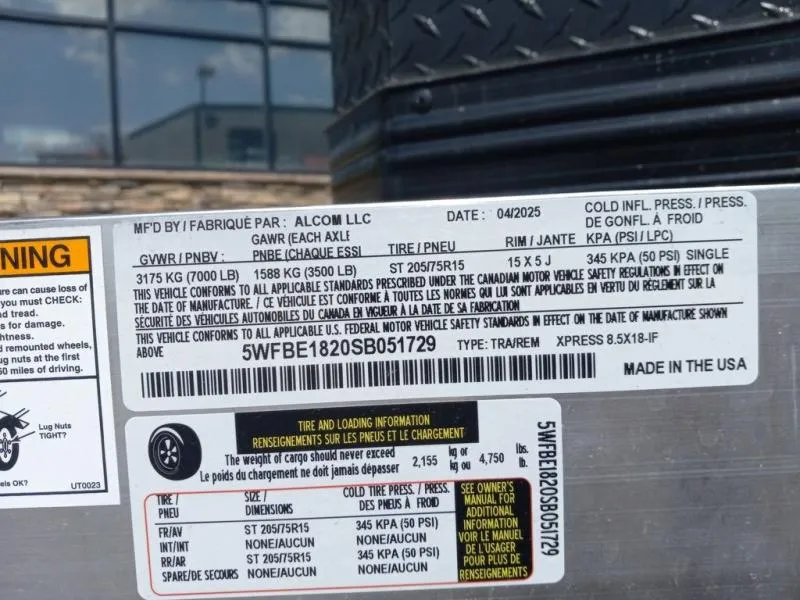 NING
re can cause loss of
you must CHECK:
nd tread.
s for damage.
htness.
d remounted wheels,
ug nuts at the first
60 miles of driving.
Lug Nuts
TIGHT?
els OK?
UT0023
MF'D BY / FABRIQUÉ PAR : ALCOM LLC DATE : 04/2025 COLD INFL. PRESS. / PRESS.
DE GONFL. À FROID
GVWR / PNBV : GAWR (EACH AXLE TIRE / PNEU RIM / JANTE KPA (PSI / LPC)
PNBE (CHAQUE ESSI
3175 KG (7000 LB) 1588 KG (3500 LB) ST 205/75R15 15 X 5 J 345 KPA (50 PSI) SINGLE
THIS VEHICLE CONFORMS TO ALL APPLICABLE STANDARDS PRESCRIBED UNDER THE CANADIAN MOTOR VEHICLE SAFETY REGULATIONS IN EFFECT ON
THE DATE OF MANUFACTURE. / CE VÉHICULE EST CONFORME À TOUTES LES NORMES QUI LUI SONT APPLICABLES EN VERTU DU RÈGLEMENT SUR LA
SÉCURITÉ DES VÉHICULES AUTOMOBILES DU CANADA EN VIGUEUR À LA DATE DE SA FABRICATION
THIS VEHICLE CONFORMS TO ALL APPLICABLE U.S. FEDERAL MOTOR VEHICLE SAFETY STANDARDS IN EFFECT ON THE DATE OF MANUFACTURE SHOWN
ABOVE 5WFBE1820SB051729 TYPE: TRA/REM XPRESS 8.5X18-IF
MADE IN THE USA
TIRE AND LOADING INFORMATION
RENSEIGNEMENTS SUR LES PNEUS ET LE CHARGEMENT
The weight of cargo should never exceed 2,155 kg or 4,750 lbs.
Le poids du chargement ne doit jamais dépasser kg ou lb.
TIRE / SIZE / COLD TIRE PRESS. / PRESS.
PNEU DIMENSIONS DES PNEUS À FROID
FR/AV ST 205/75R15 345 KPA (50 PSI)
INT/INT NONE/AUCUN NONE/AUCUN
RR/AR ST 205/75R15 345 KPA (50 PSI)
SPARE/DE SECOURS NONE/AUCUN NONE/AUCUN
SEE OWNER'S
MANUAL FOR
ADDITIONAL
INFORMATION
VOIR LE MANUEL
DE L'USAGER
POUR PLUS DE
RENSEIGNEMENTS
5WFBE1820SB051729